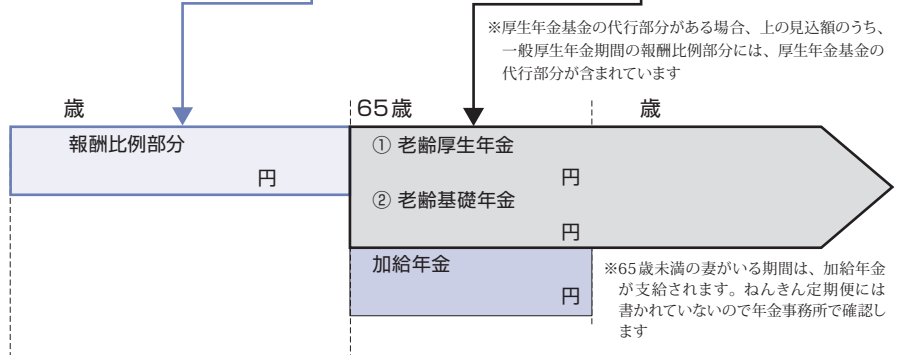 ※厚生年金基金の代行部分がある場合、上の見込額のうち、
一般厚生年金期間の報酬比例部分には、厚生年金基金の
代行部分が含まれています
歳
65歳
歳
報酬比例部分
円
① 老齢厚生年金
円
② 老齢基礎年金
円
加給年金
円
※65歳未満の妻がいる期間は、加給年金
が支給されます。ねんきん定期便には
書かれていないので年金事務所で確認し
ます